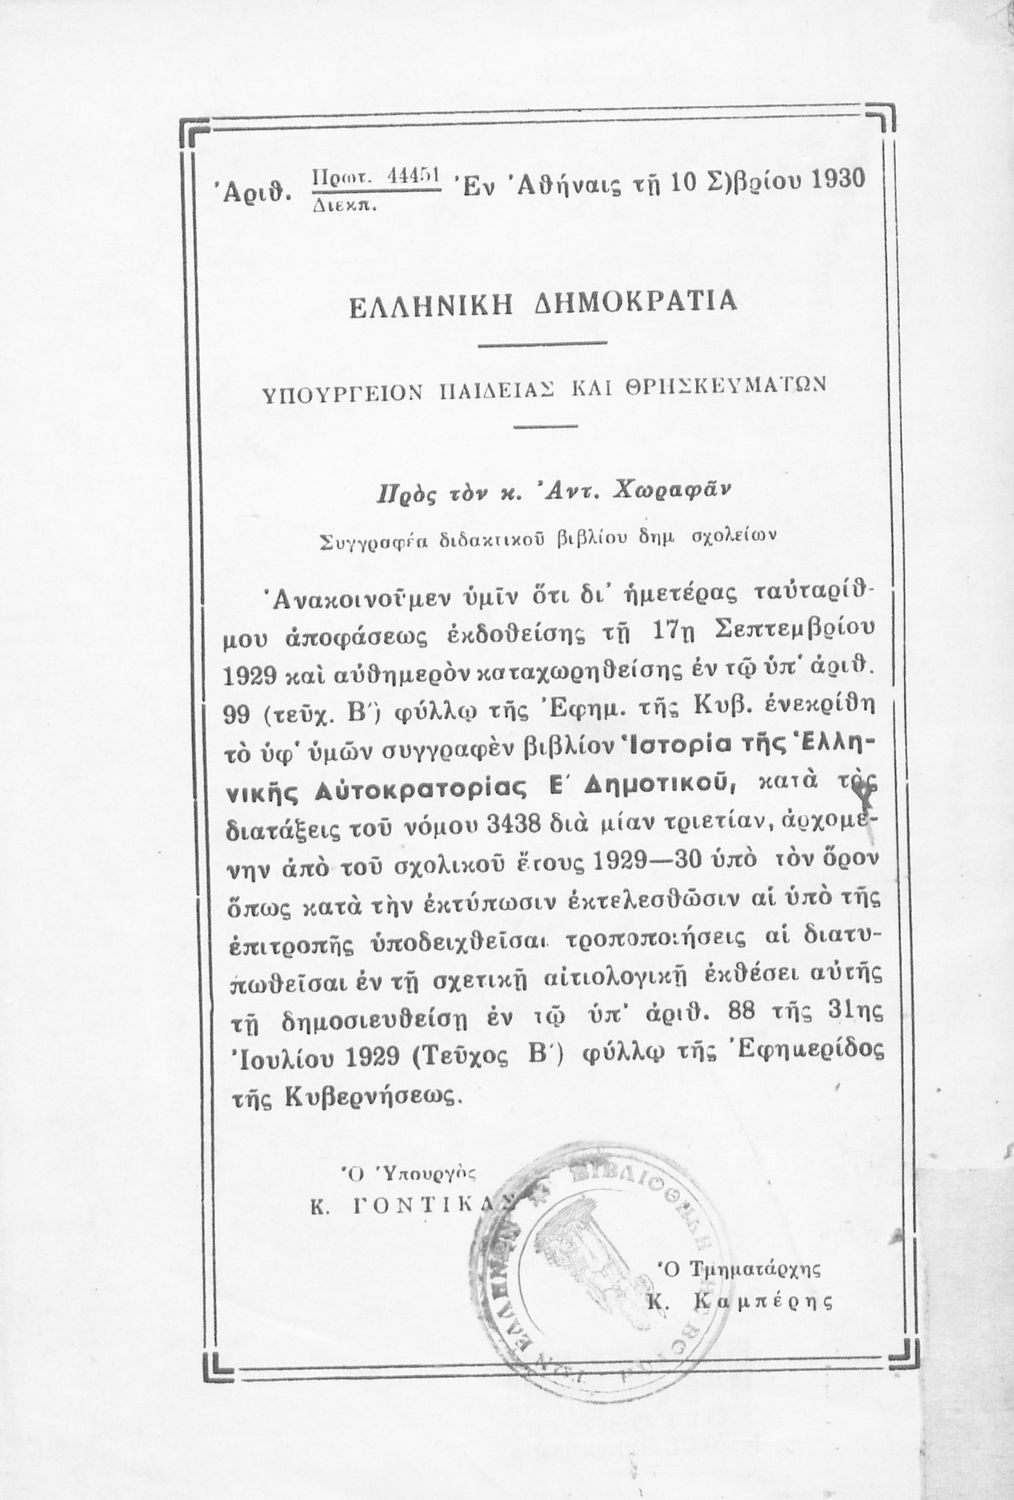 Ἀριθ. Πρωτ. 44451 Ἐν Ἀθήναις τῇ 10 Σ)βρίου 1930
Διεκπ.
ΕΛΛΗΝΙΚΗ ΔΗΜΟΚΡΑΤΙΑ
ΥΠΟΥΡΓΕΙΟΝ ΠΑΙΔΕΙΑΣ ΚΑΙ ΘΡΗΣΚΕΥΜΑΤΩΝ
Πρὸς τὸν κ. Ἀντ. Χωραφᾶν
Συγγραφέα διδακτικοῦ βιβλίου δημ σχολείων
Ἀνακοινοῦμεν ὑμῖν ὅτι δι' ἡμετέρας ταὐταρίθ-
μου ἀποφάσεως ἐκδοθείσης τῇ 17ῃ Σεπτεμβρίου
1929 καὶ αὐθημερὸν καταχωρηθείσης ἐν τῷ ὑπ' ἀριθ.
99 (τεῦχ. Β') φύλλῳ τῆς Ἐφημ. τῆς Κυβ. ἐνεκρίθη
τὸ ὑφ' ὑμῶν συγγραφὲν βιβλίον Ἱστορία τῆς Ἑλλη-
νικῆς Αὐτοκρατορίας Ε' Δημοτικοῦ, κατὰ τὰς
διατάξεις τοῦ νόμου 3438 διὰ μίαν τριετίαν, ἀρχομέ-
νην ἀπὸ τοῦ σχολικοῦ ἔτους 1929—30 ὑπὸ τὸν ὅρον
ὅπως κατὰ τὴν ἐκτύπωσιν ἐκτελεσθῶσιν αἱ ὑπὸ τῆς
ἐπιτροπῆς ὑποδειχθεῖσαι τροποποιήσεις αἱ διατυ-
πωθεῖσαι ἐν τῇ σχετικῇ αἰτιολογικῇ ἐκθέσει αὐτῆς
τῇ δημοσιευθείσῃ ἐν τῷ ὑπ' ἀριθ. 88 τῆς 31ης
Ἰουλίου 1929 (Τεῦχος Β') φύλλῳ τῆς Ἐφημερίδος
τῆς Κυβερνήσεως.
Ὁ Ὑπουργὸς
Κ. ΓΟΝΤΙΚΑΣ
ΒΙΒΛΙΟΘΗΚΗ ΤΗΣ ΒΟΥΛΗΣ ΤΩΝ ΕΛΛΗΝΩΝ
Ὁ Τμηματάρχης
Κ. Καμπέρης